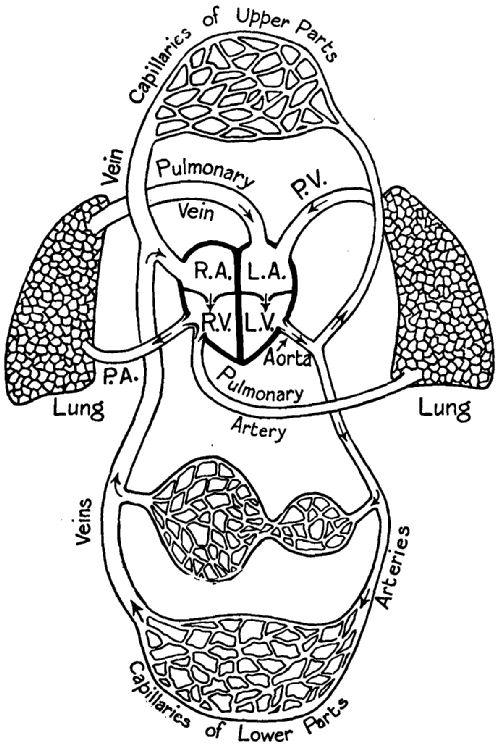 Capillaries of Upper Parts
Vein
Pulmonary
Vein
P.V.
R.A.
L.A.
R.V.
L.V.
Aorta
P.A.
Pulmonary
Artery
Lung
Lung
Veins
Arteries
Capillaries of Lower Parts